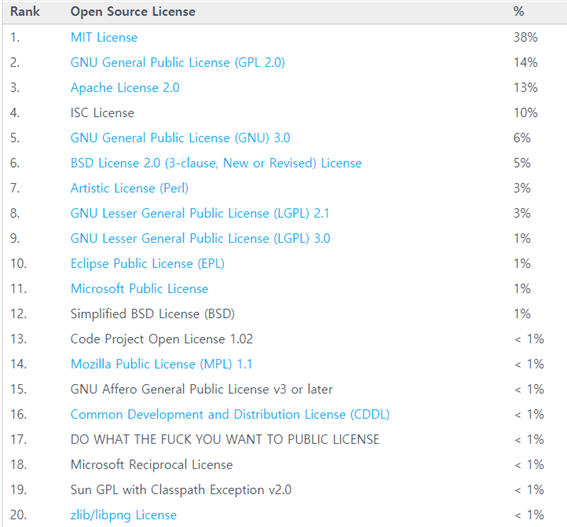 Rank Open Source License %
1. MIT License 38%
2. GNU General Public License (GPL 2.0) 14%
3. Apache License 2.0 13%
4. ISC License 10%
5. GNU General Public License (GNU) 3.0 6%
6. BSD License 2.0 (3-clause, New or Revised) License 5%
7. Artistic License (Perl) 3%
8. GNU Lesser General Public License (LGPL) 2.1 3%
9. GNU Lesser General Public License (LGPL) 3.0 1%
10. Eclipse Public License (EPL) 1%
11. Microsoft Public License 1%
12. Simplified BSD License (BSD) 1%
13. Code Project Open License 1.02 < 1%
14. Mozilla Public License (MPL) 1.1 < 1%
15. GNU Affero General Public License v3 or later < 1%
16. Common Development and Distribution License (CDDL) < 1%
17. DO WHAT THE FUCK YOU WANT TO PUBLIC LICENSE < 1%
18. Microsoft Reciprocal License < 1%
19. Sun GPL with Classpath Exception v2.0 < 1%
20. zlib/libpng License < 1%